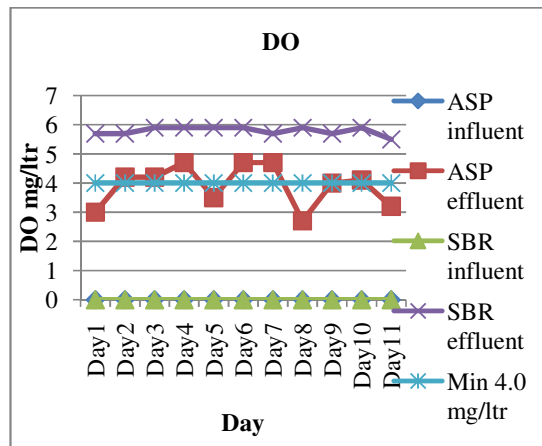 DO
DO mg/ltr
7
6
5
4
3
2
1
0
Day1
Day2
Day3
Day4
Day5
Day6
Day7
Day8
Day9
Day10
Day11
Day
ASP
influent
ASP
effluent
SBR
influent
SBR
effluent
Min 4.0
mg/ltr